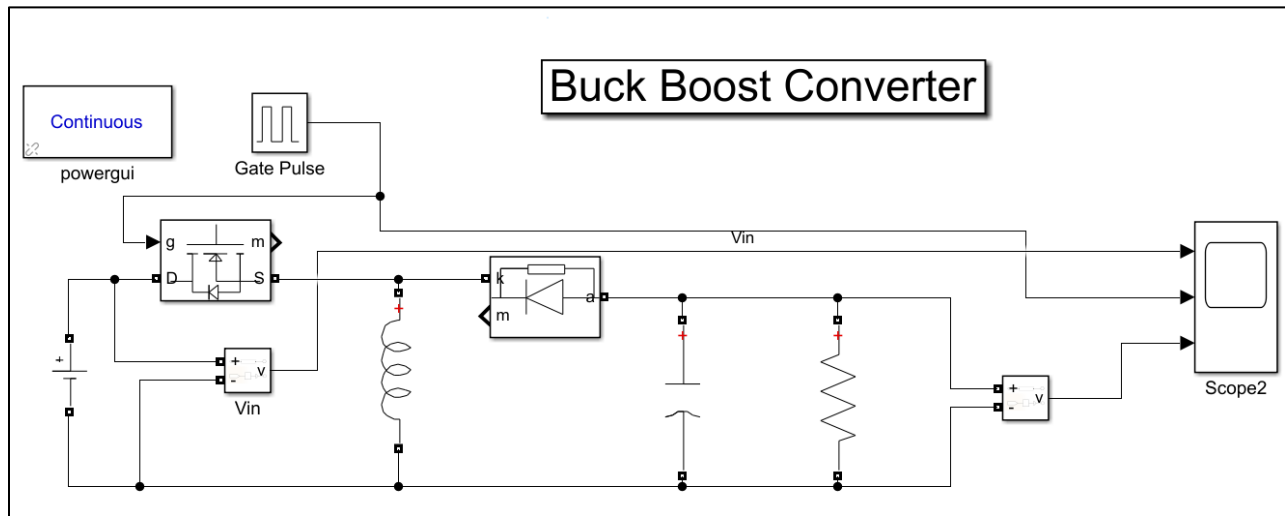 Buck Boost Converter
Continuous
powergui
Gate Pulse
g
m
D
S
Vin
k
a
m
+
+
-
v
Vin
+
+
+
+
-
v
Scope2